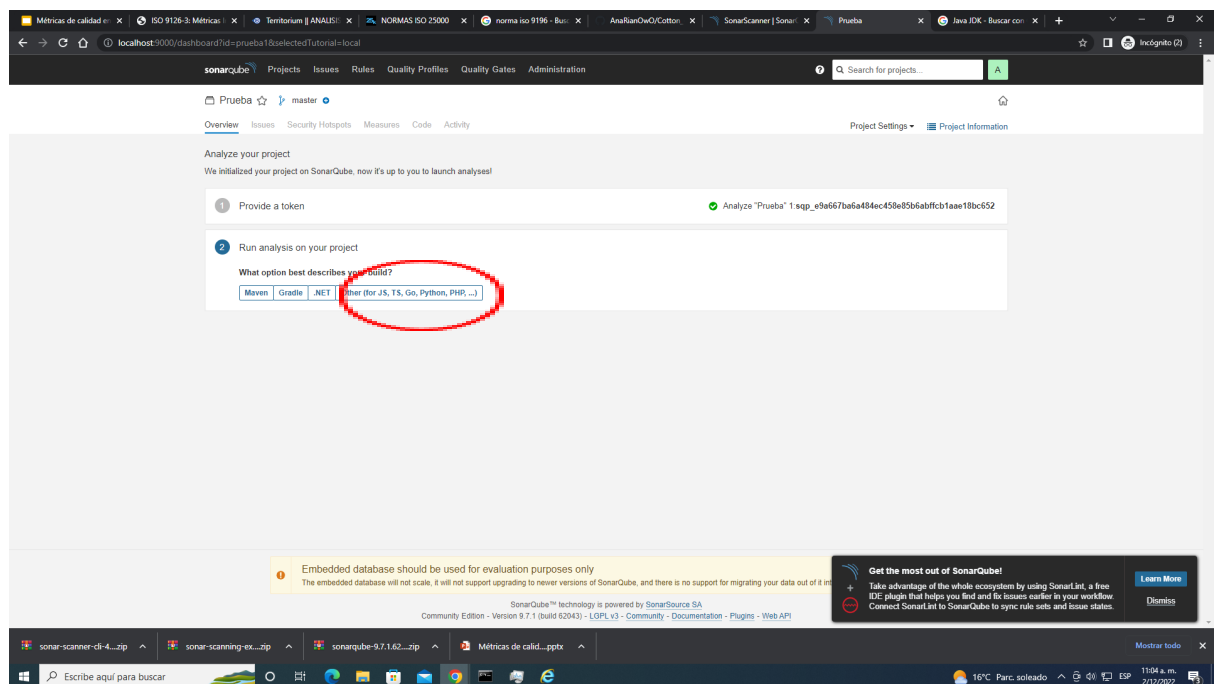 Métricas de calidad en
ISO 9126-3: Métricas
Territorium || ANALISIS
NORMAS ISO 25000
norma iso 9196 - Busc
AnaRianOwO/Cotton_
SonarScanner | Sonar
Prueba
Java JDK - Buscar con
localhost:9000/dashboard?id=prueba1&selectedTutorial=local
Incógnito (2)
sonarqube Projects Issues Rules Quality Profiles Quality Gates Administration
Search for projects...
A
Prueba master
Overview Issues Security Hotspots Measures Code Activity
Project Settings Project Information
Analyze your project
We initialized your project on SonarQube, now it's up to you to launch analyses!
1 Provide a token
Analyze "Prueba" 1: sqp_e9a667ba6a484ec458e85b6abffcb1aae18bc652
2 Run analysis on your project
What option best describes your build?
Maven Gradle .NET Other (for JS, TS, Go, Python, PHP, ...)
Embedded database should be used for evaluation purposes only
The embedded database will not scale, it will not support upgrading to newer versions of SonarQube, and there is no support for migrating your data out of it
SonarQube™ technology is powered by SonarSource SA
Community Edition - Version 9.7.1 (build 62043) - LGPL v3 - Community - Documentation - Plugins - Web API
Get the most out of SonarQube!
Take advantage of the whole ecosystem by using SonarLint, a free
IDE plugin that helps you find and fix issues earlier in your workflow.
Connect SonarLint to SonarQube to sync rule sets and issue states.
Learn More
Dismiss
sonar-scanner-cli-4....zip
sonar-scanning-ex....zip
sonarqube-9.7.1.62....zip
Métricas de calid....pptx
Mostrar todo
Escribe aquí para buscar
16°C Parc. soleado
ESP
11:04 a. m.
2/12/2022